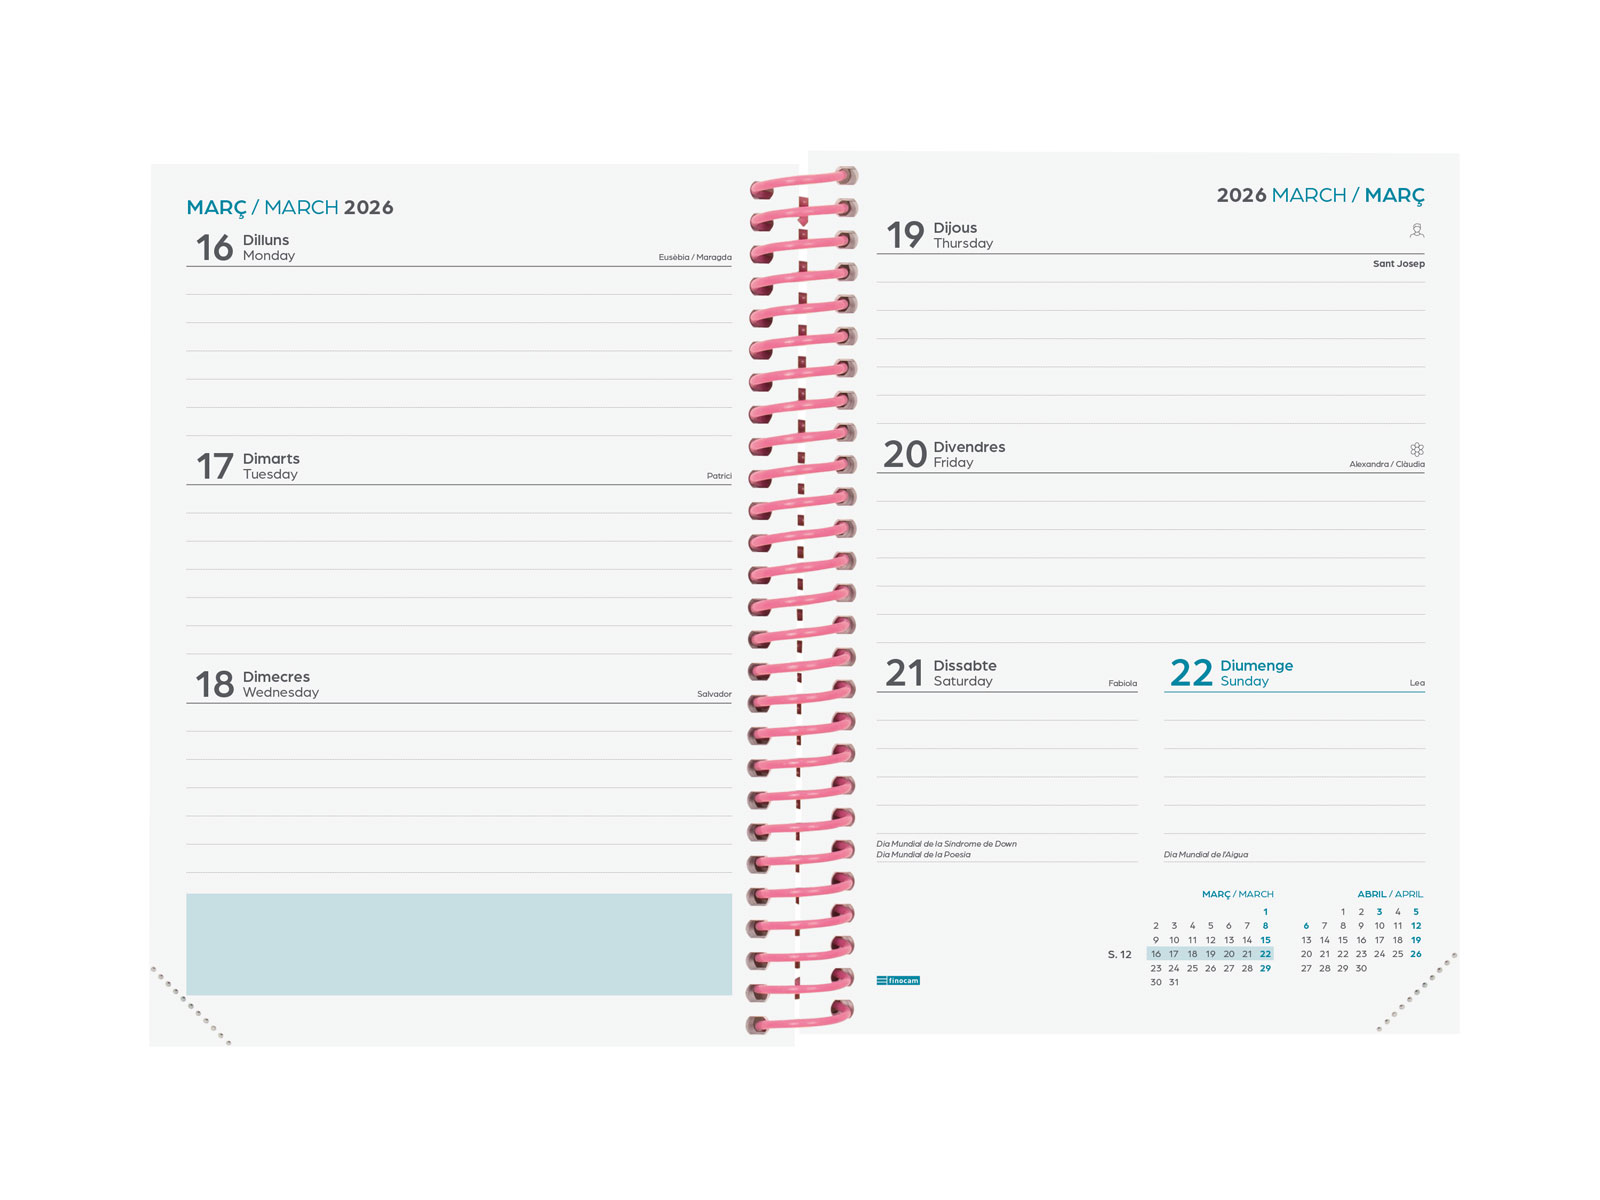 MARÇ / MARCH 2026
16 Dilluns
Monday
Eusèbia / Maragda
17 Dimarts
Tuesday
Patrici
18 Dimecres
Wednesday
Salvador
2026 MARCH / MARÇ
19 Dijous
Thursday
Sant Josep
20 Divendres
Friday
Alexandra / Clàudia
21 Dissabte
Saturday
Fabiola
Dia Mundial de la Síndrome de Down
Dia Mundial de la Poesia
22 Diumenge
Sunday
Lea
Dia Mundial de l'Aigua
finocam
S. 12
MARÇ / MARCH
1
2 3 4 5 6 7 8
9 10 11 12 13 14 15
16 17 18 19 20 21 22
23 24 25 26 27 28 29
30 31
ABRIL / APRIL
1 2 3 4 5
6 7 8 9 10 11 12
13 14 15 16 17 18 19
20 21 22 23 24 25 26
27 28 29 30